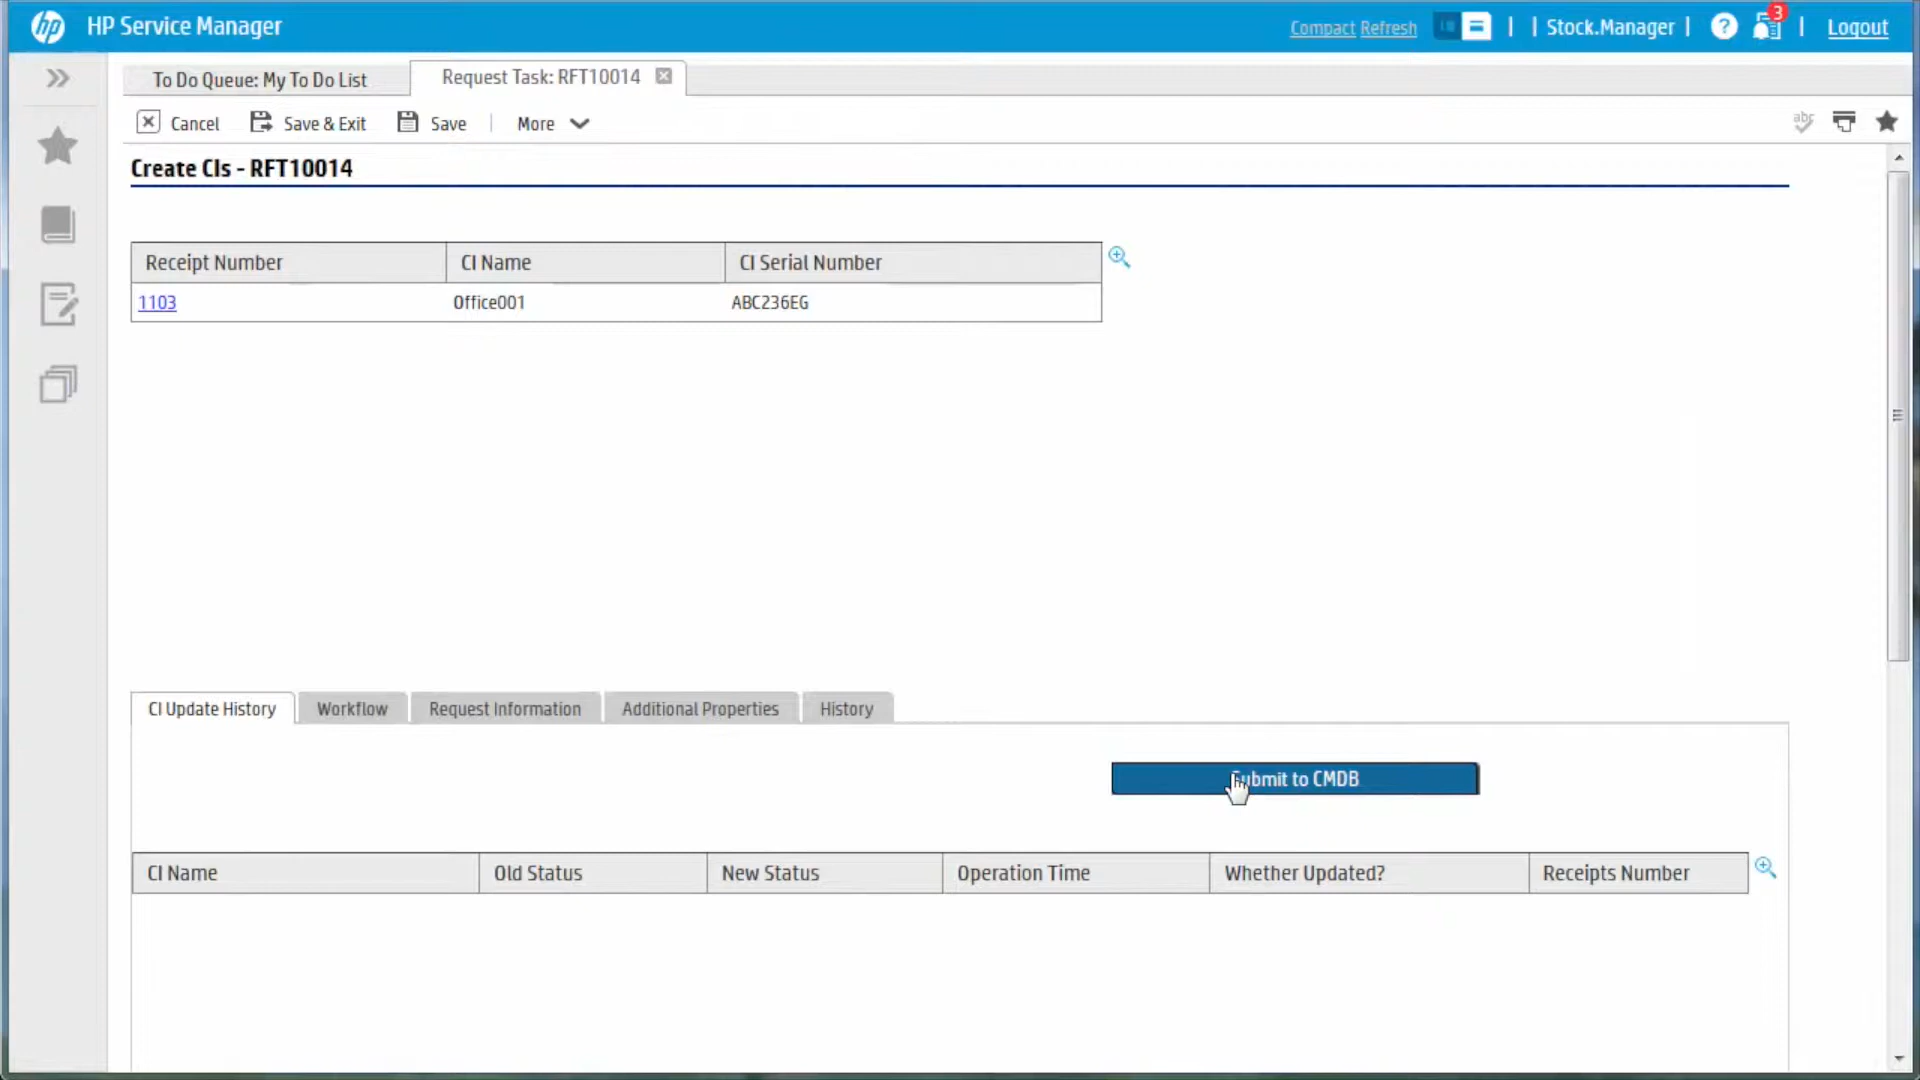 hp HP Service Manager Compact Refresh | | Stock.Manager | ? 3 | Logout
To Do Queue: My To Do List Request Task: RFT10014
Cancel Save & Exit Save | More abc
Create CIs - RFT10014
Receipt Number CI Name CI Serial Number
1103 Office001 ABC236EG
CI Update History Workflow Request Information Additional Properties History
Submit to CMDB
CI Name Old Status New Status Operation Time Whether Updated? Receipts Number